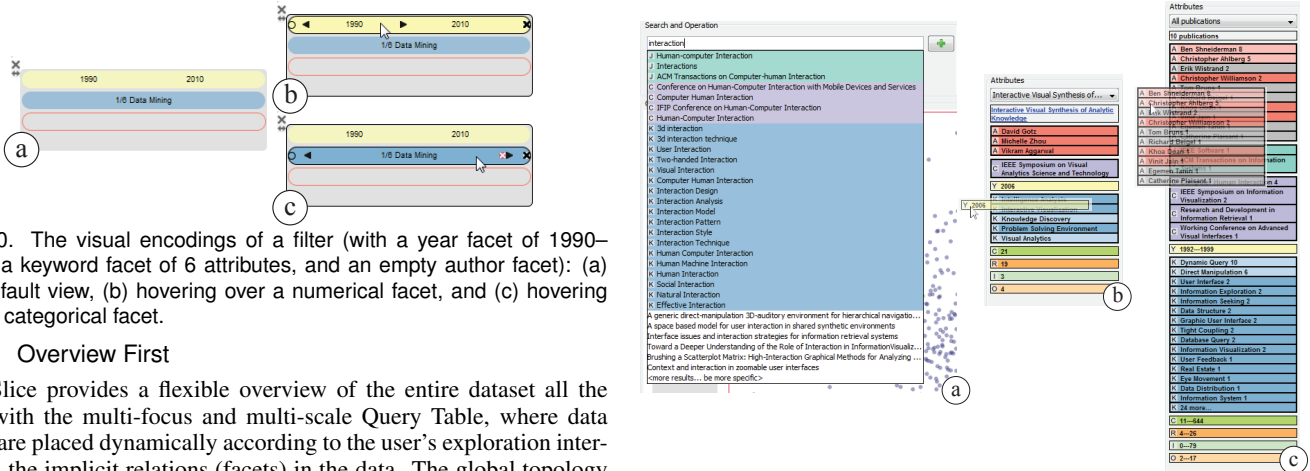 1990 2010
1/6 Data Mining
a
1990 2010
1/6 Data Mining
b
1990 2010
1/6 Data Mining
c
0. The visual encodings of a filter (with a year facet of 1990–
a keyword facet of 6 attributes, and an empty author facet): (a)
fault view, (b) hovering over a numerical facet, and (c) hovering
categorical facet.
Overview First
Slice provides a flexible overview of the entire dataset all the
with the multi-focus and multi-scale Query Table, where data
are placed dynamically according to the user's exploration inter-
the implicit relations (facets) in the data. The global topology
Search and Operation
interaction
J Human-computer Interaction
J Interactions
J ACM Transactions on Computer-human Interaction
C Conference on Human-Computer Interaction with Mobile Devices and Services
C Computer Human Interaction
C IFIP Conference on Human-Computer Interaction
C Human-Computer Interaction
K 3d interaction
K 3d interaction technique
K User Interaction
K Two-handed Interaction
K Visual Interaction
K Computer Human Interaction
K Interaction Design
K Interaction Analysis
K Interaction Model
K Interaction Pattern
K Interaction Style
K Interaction Technique
K Human Computer Interaction
K Human Machine Interaction
K Human Interaction
K Social Interaction
K Natural Interaction
K Effective Interaction
A generic direct-manipulation 3D-auditory environment for hierarchical navigatio...
A space based model for user interaction in shared synthetic environments
Interface issues and interaction strategies for information retrieval systems
Toward a Deeper Understanding of the Role of Interaction in InformationVisualiz...
Brushing a Scatterplot Matrix: High-Interaction Graphical Methods for Analyzing ...
Context and interaction in zoomable user interfaces
<more results... be more specific>
a
Attributes
Interactive Visual Synthesis of...
Interactive Visual Synthesis of Analytic
Knowledge
A David Gotz
A Michelle Zhou
A Vikram Aggarwal
C IEEE Symposium on Visual
Analytics Science and Technology
Y 2006
Y 2006
K Knowledge Discovery
K Problem Solving Environment
K Visual Analytics
C 21
R 19
I 3
O 4
b
Attributes
All publications
10 publications
A Ben Shneiderman 8
A Christopher Ahlberg 5
A Erik Wistrand 2
A Christopher Williamson 2
A Ben Shneiderman 8
A Christopher Ahlberg 5
A Erik Wistrand 2
A Christopher Williamson 2
A Tom Bruns 1
A Richard Beigel 1
A Khoa Doan 1
A Vinit Jain 1
A Egemen Tanin 1
A Catherine Plaisant 1
IEEE Software 1
ACM Transactions on Information
Human Interaction 4
C IEEE Symposium on Information
Visualization 2
C Research and Development in
Information Retrieval 1
C Working Conference on Advanced
Visual Interfaces 1
Y 1992---1999
K Dynamic Query 10
K Direct Manipulation 6
K User Interface 2
K Information Exploration 2
K Information Seeking 2
K Data Structure 2
K Graphic User Interface 2
K Tight Coupling 2
K Database Query 2
K Information Visualization 2
K User Feedback 1
K Real Estate 1
K Eye Movement 1
K Data Distribution 1
K Information System 1
K 24 more...
C 11---644
R 4---26
I 0---79
O 2---17
c